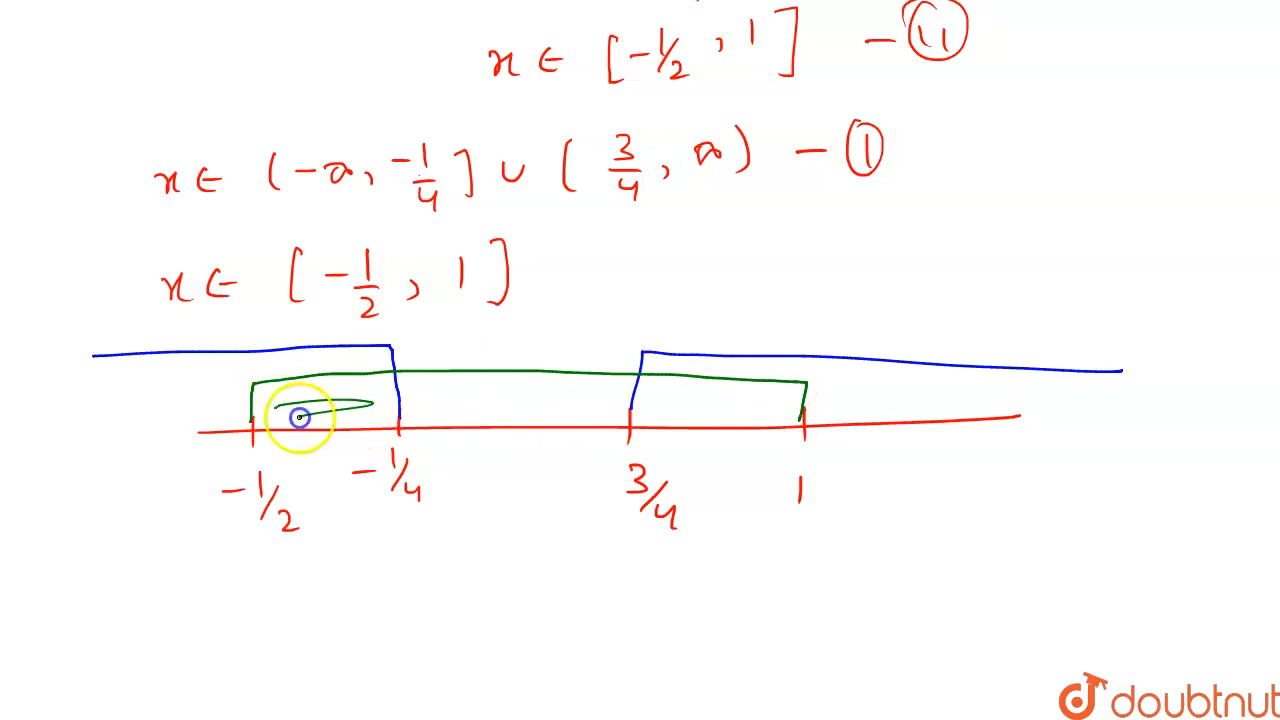 x ∈ [-1/2, 1] - (11)
x ∈ (-∞, -1/4] ∪ ( 3/4, ∞) - (1)
x ∈ [-1/2, 1]
-1/2 -1/4 3/4 1
doubtnut